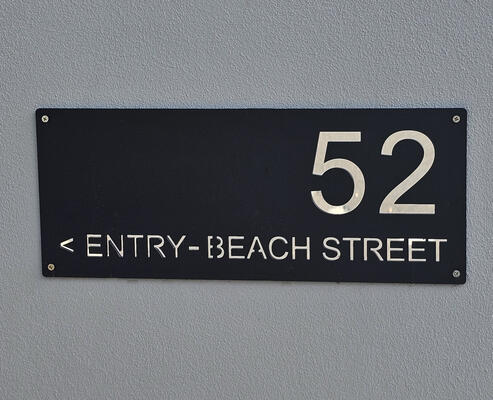 52
< ENTRY-BEACH STREET